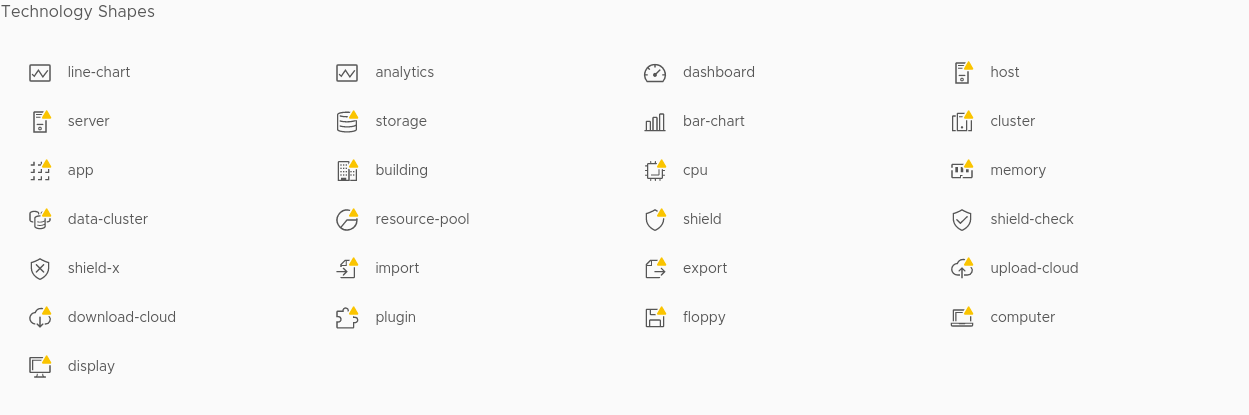 Technology Shapes
line-chart analytics dashboard host
server storage bar-chart cluster
app building cpu memory
data-cluster resource-pool shield shield-check
shield-x import export upload-cloud
download-cloud plugin floppy computer
display